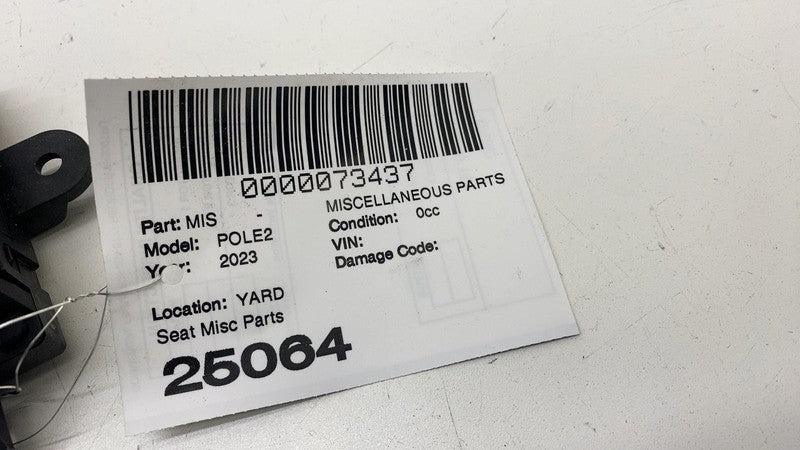 0000073437
Part: MIS - MISCELLANEOUS PARTS
Model: POLE2 Condition: 0cc
Year: 2023 VIN:
Damage Code:
Location: YARD
Seat Misc Parts
25064